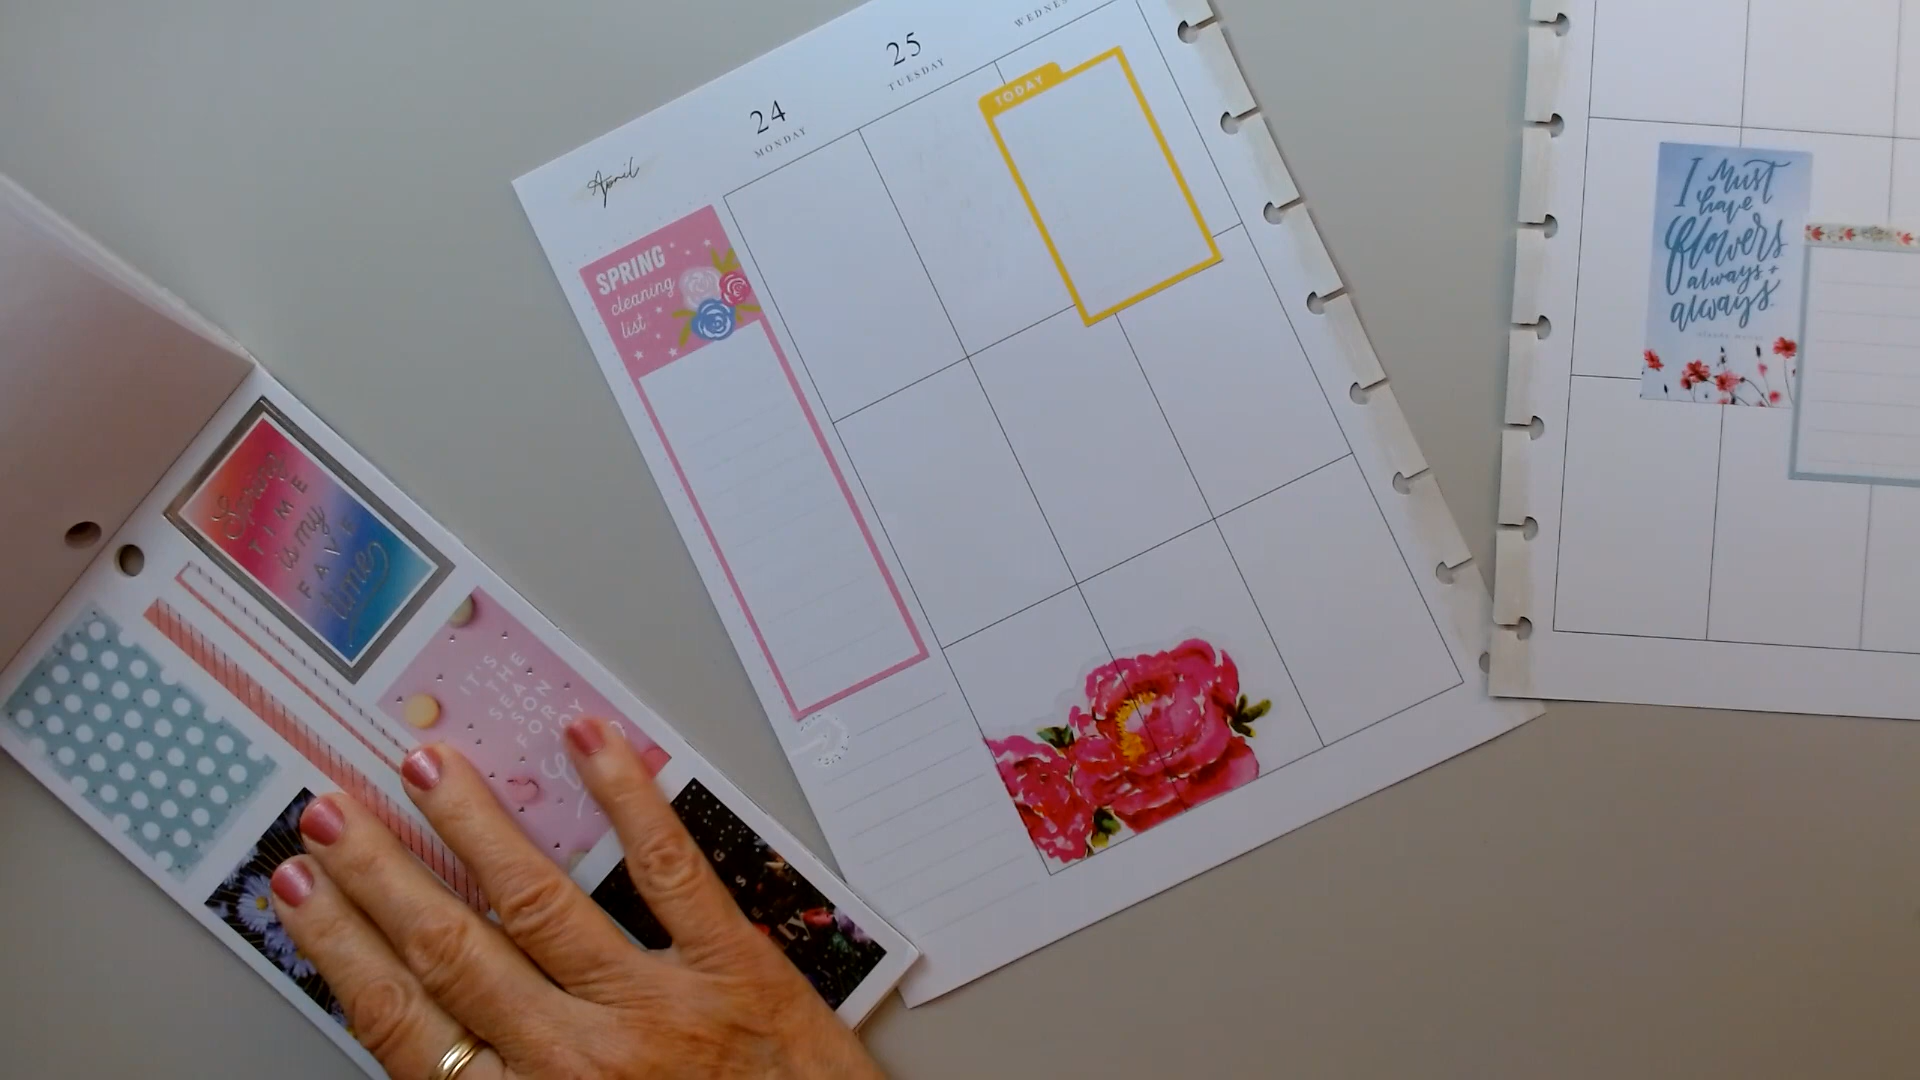 25
TUESDAY
24
MONDAY
April
TODAY
SPRING
cleaning
list
I Must
have
flowers
always +
always
Spring
TIME
is my
FAVE
time
IT'S
THE
SEASON
FOR
JOY